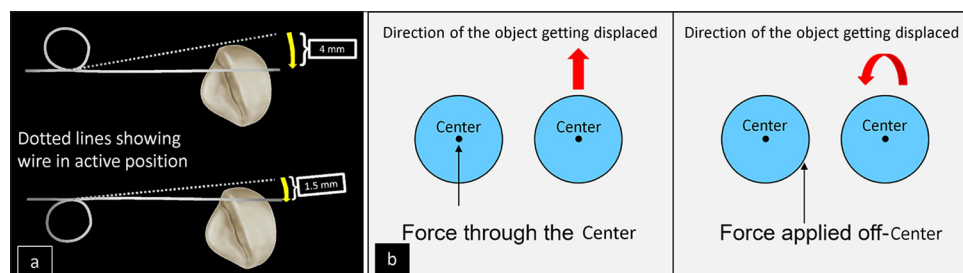 4 mm
Dotted lines showing
wire in active position
1.5 mm
a
Direction of the object getting displaced
Center
Center
Force through the Center
b
Direction of the object getting displaced
Center
Center
Force applied off-Center